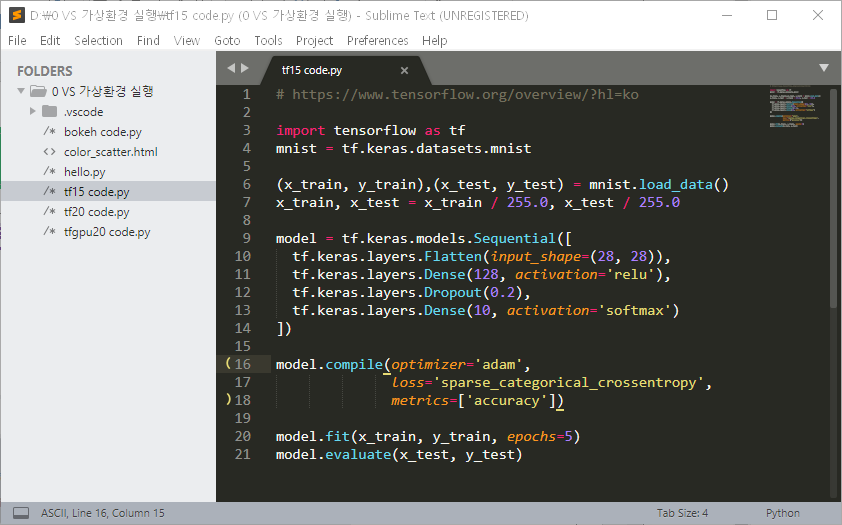 D:₩0 VS 가상환경 실행₩tf15 code.py (0 VS 가상환경 실행) - Sublime Text (UNREGISTERED)
File Edit Selection Find View Goto Tools Project Preferences Help
FOLDERS
0 VS 가상환경 실행
.vscode
/* bokeh code.py
<> color_scatter.html
/* hello.py
/* tf15 code.py
/* tf20 code.py
/* tfgpu20 code.py
tf15 code.py
1 # https://www.tensorflow.org/overview/?hl=ko
2
3 import tensorflow as tf
4 mnist = tf.keras.datasets.mnist
5
6 (x_train, y_train),(x_test, y_test) = mnist.load_data()
7 x_train, x_test = x_train / 255.0, x_test / 255.0
8
9 model = tf.keras.models.Sequential([
10   tf.keras.layers.Flatten(input_shape=(28, 28)),
11   tf.keras.layers.Dense(128, activation='relu'),
12   tf.keras.layers.Dropout(0.2),
13   tf.keras.layers.Dense(10, activation='softmax')
14 ])
15
16 model.compile(optimizer='adam',
17               loss='sparse_categorical_crossentropy',
18               metrics=['accuracy'])
19
20 model.fit(x_train, y_train, epochs=5)
21 model.evaluate(x_test, y_test)
ASCII, Line 16, Column 15 Tab Size: 4 Python